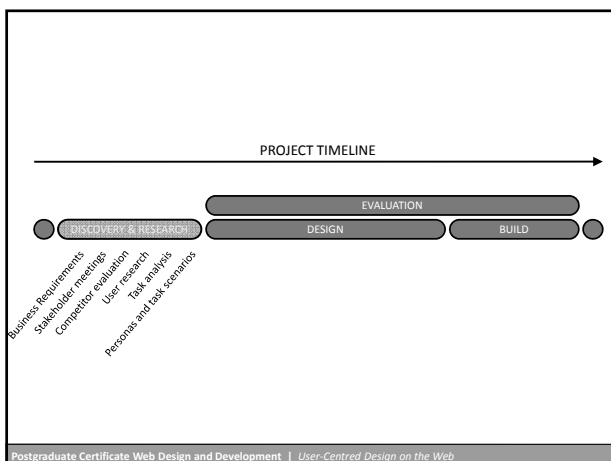 PROJECT TIMELINE
EVALUATION
DISCOVERY & RESEARCH
DESIGN
BUILD
Business Requirements
Stakeholder meetings
Competitor evaluation
User research
Task analysis
Personas and task scenarios
Postgraduate Certificate Web Design and Development | User-Centred Design on the Web